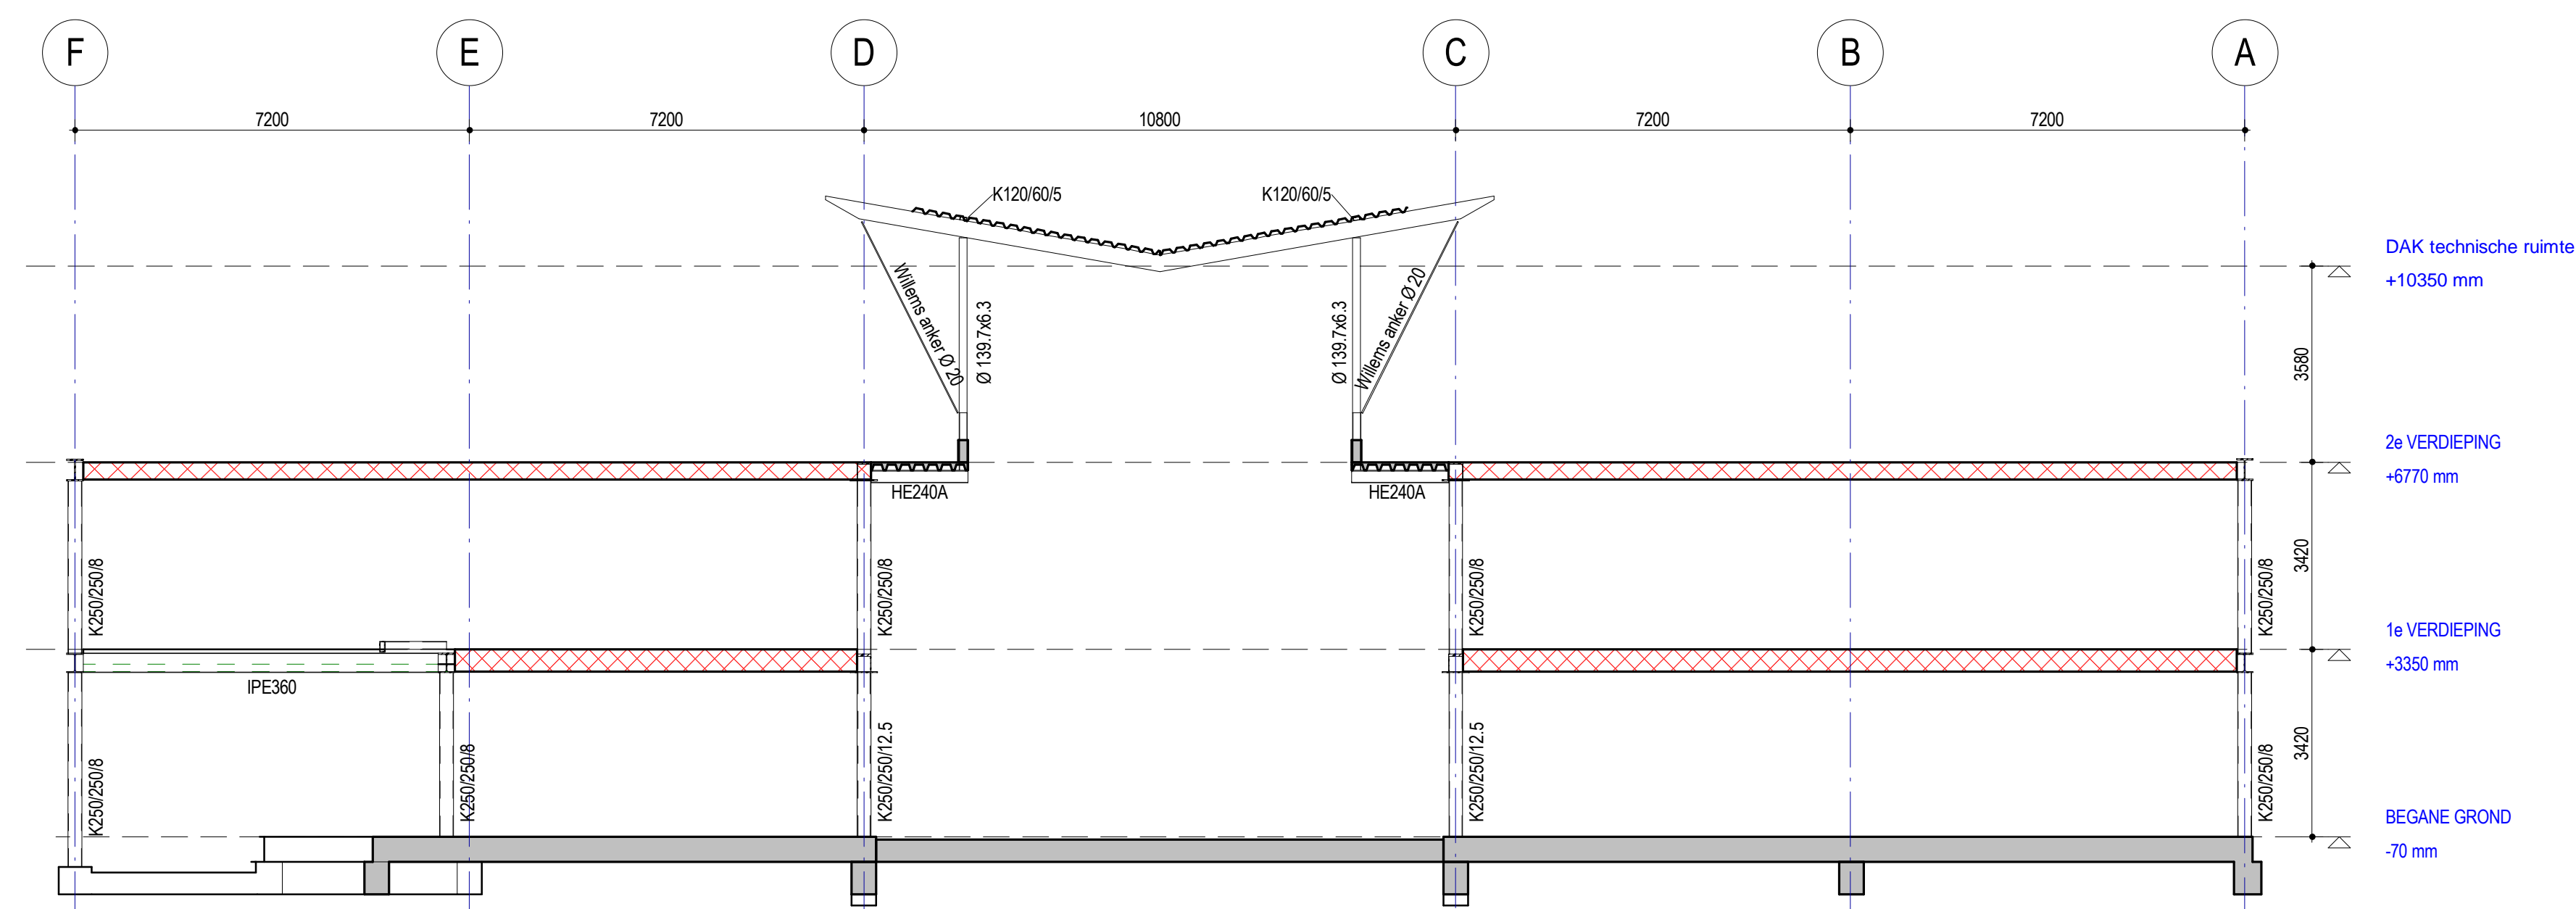 F E D C B A
7200 7200 10800 7200 7200
K120/60/5 K120/60/5
DAK technische ruimte
+10350 mm
Willems anker Ø 20
Ø 139.7x6.3
Ø 139.7x6.3
Willems anker Ø 20
3580
2e VERDIEPING
+6770 mm
HE240A HE240A
K250/250/8 K250/250/8 K250/250/8 K250/250/8
3420
1e VERDIEPING
+3350 mm
IPE360
K250/250/8 K250/250/8 K250/250/12.5 K250/250/12.5 K250/250/8
3420
BEGANE GROND
-70 mm